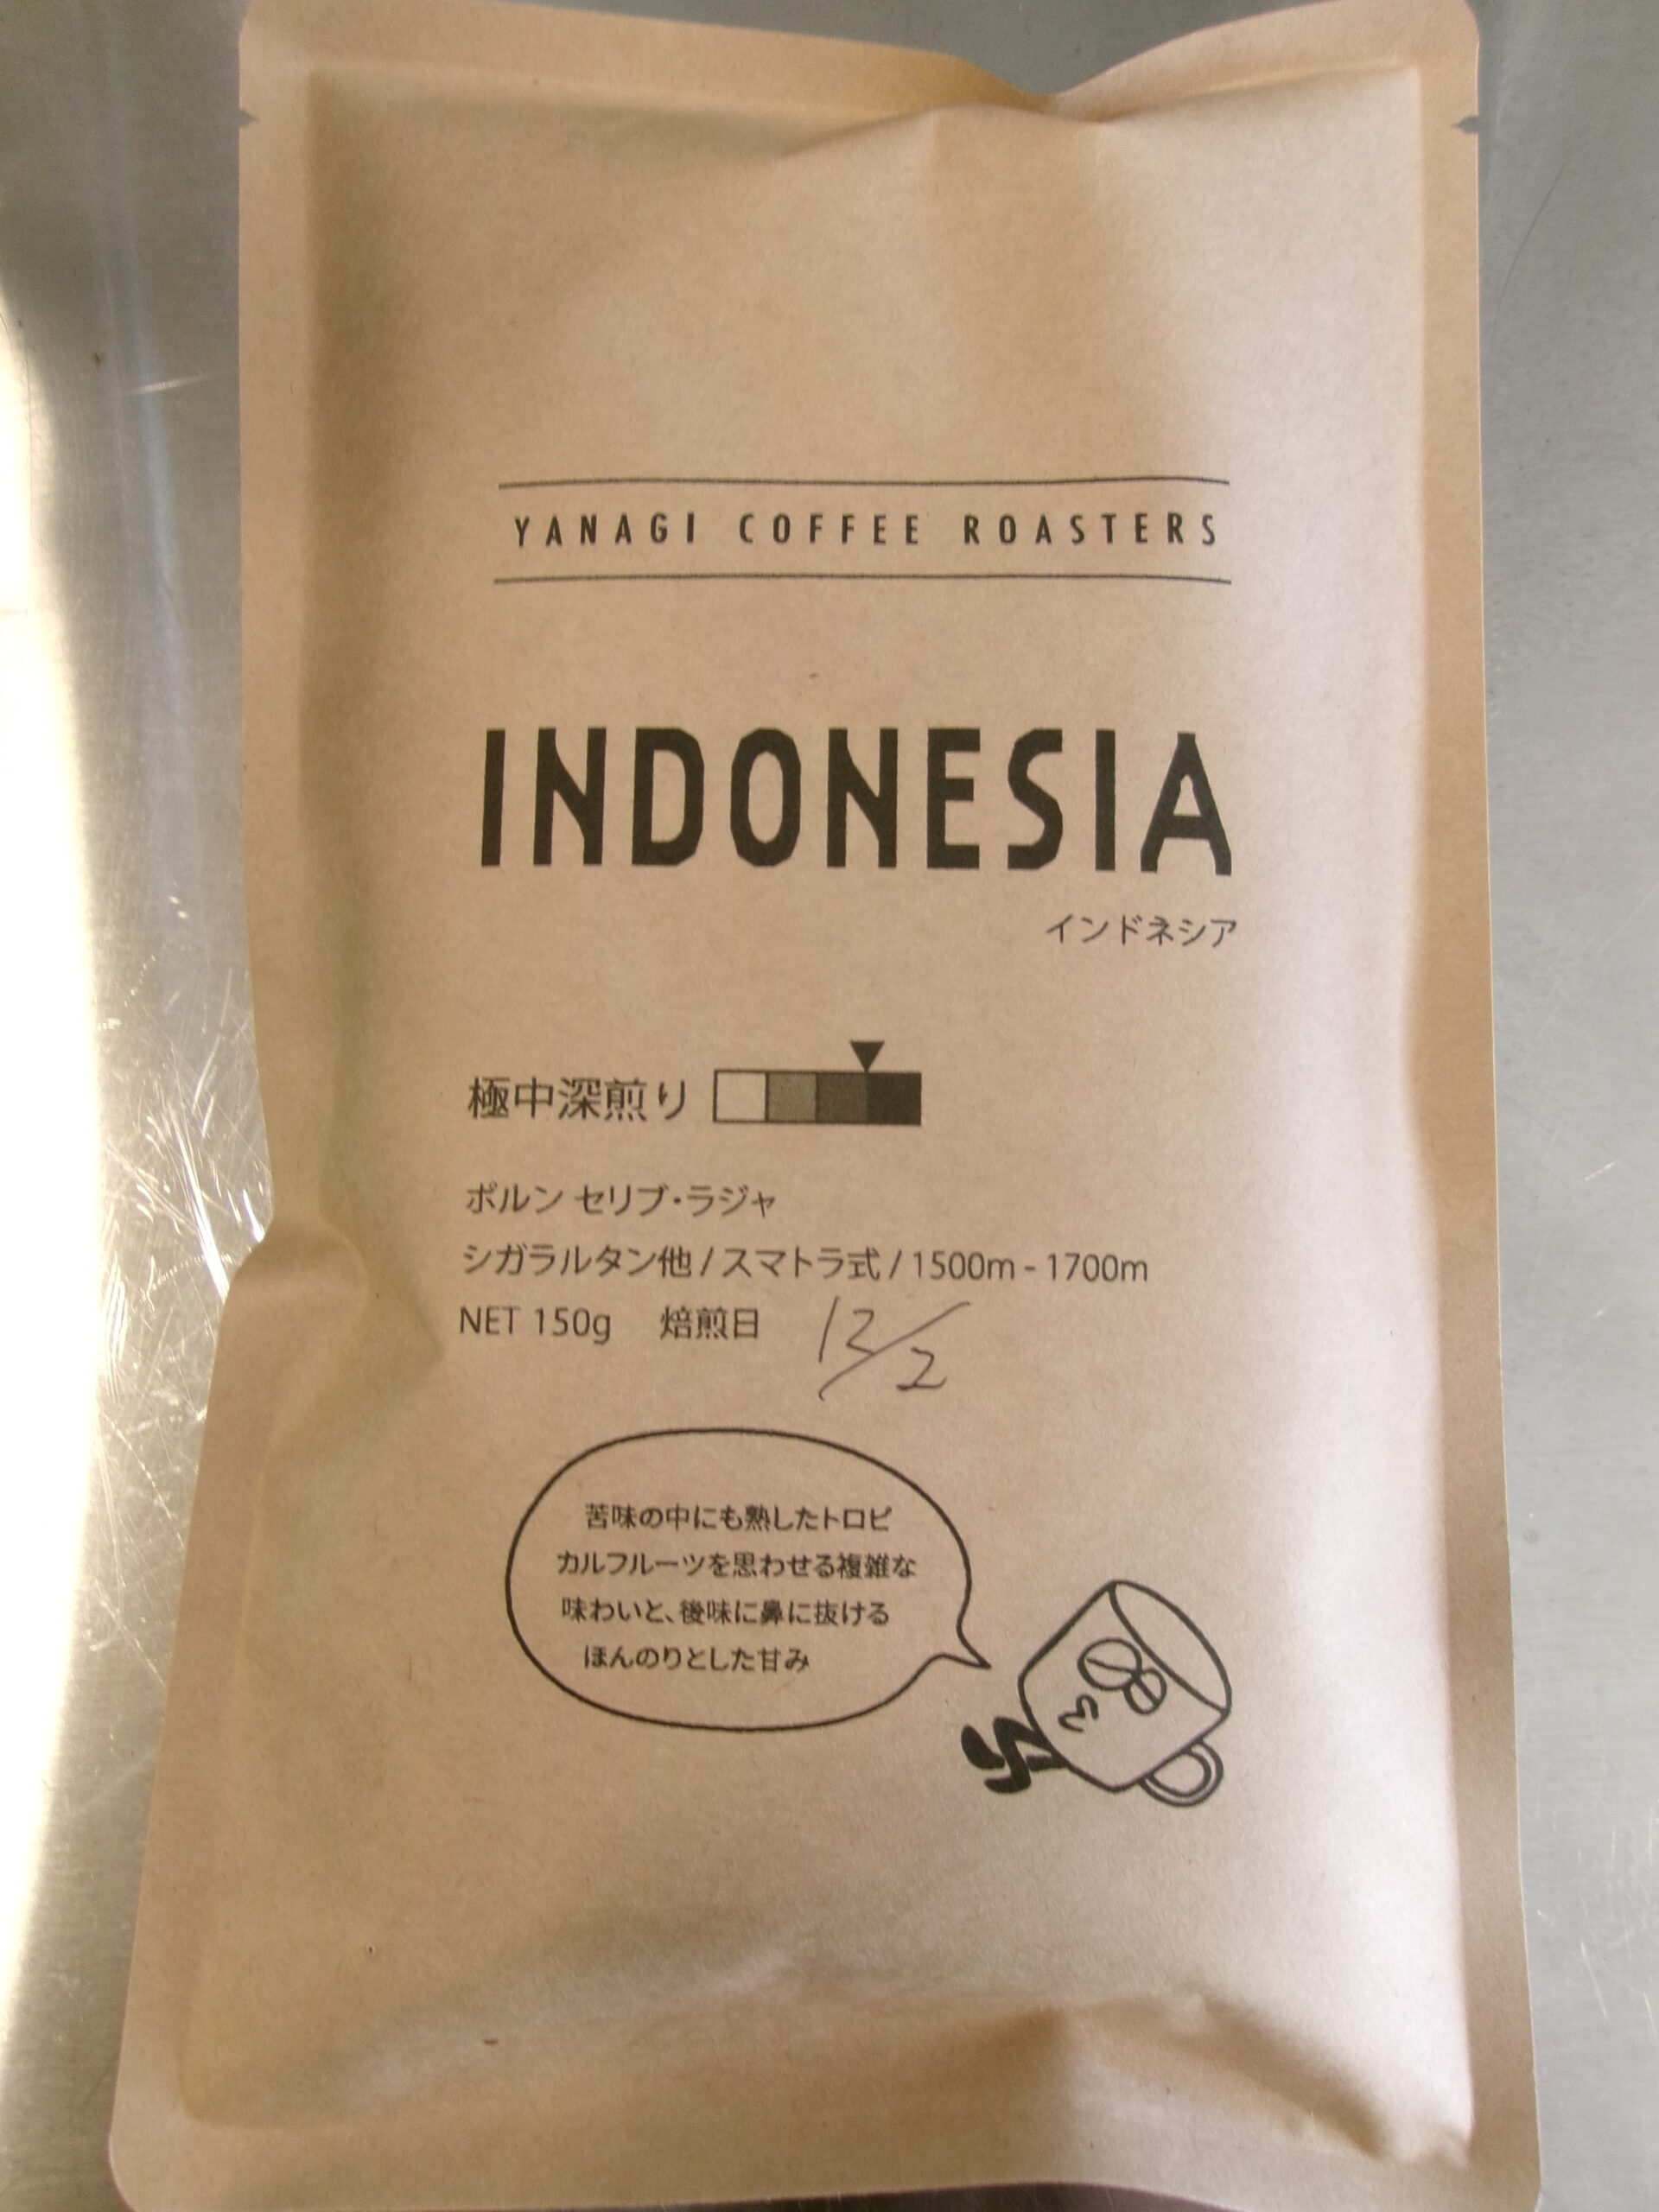 YANAGI COFFEE ROASTERS
INDONESIA
インドネシア
極中深煎り
ポルン セリブ・ラジャ
シガラルタン他 / スマトラ式 / 1500m - 1700m
NET 150g 焙煎日 12/2
苦味の中にも熟したトロピ
カルフルーツを思わせる複雑な
味わいと、後味に鼻に抜ける
ほんのりとした甘み